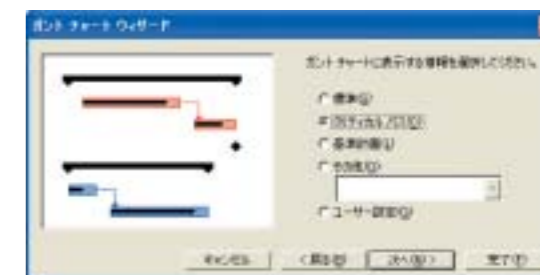 ガント チャート ウィザード
ガント チャートに表示する情報を選択してください。
標準(S)
クリティカル パス(C)
基準計画(L)
その他(O)
ユーザー設定(U)
キャンセル
< 戻る(B)
次へ(N) >
完了(F)